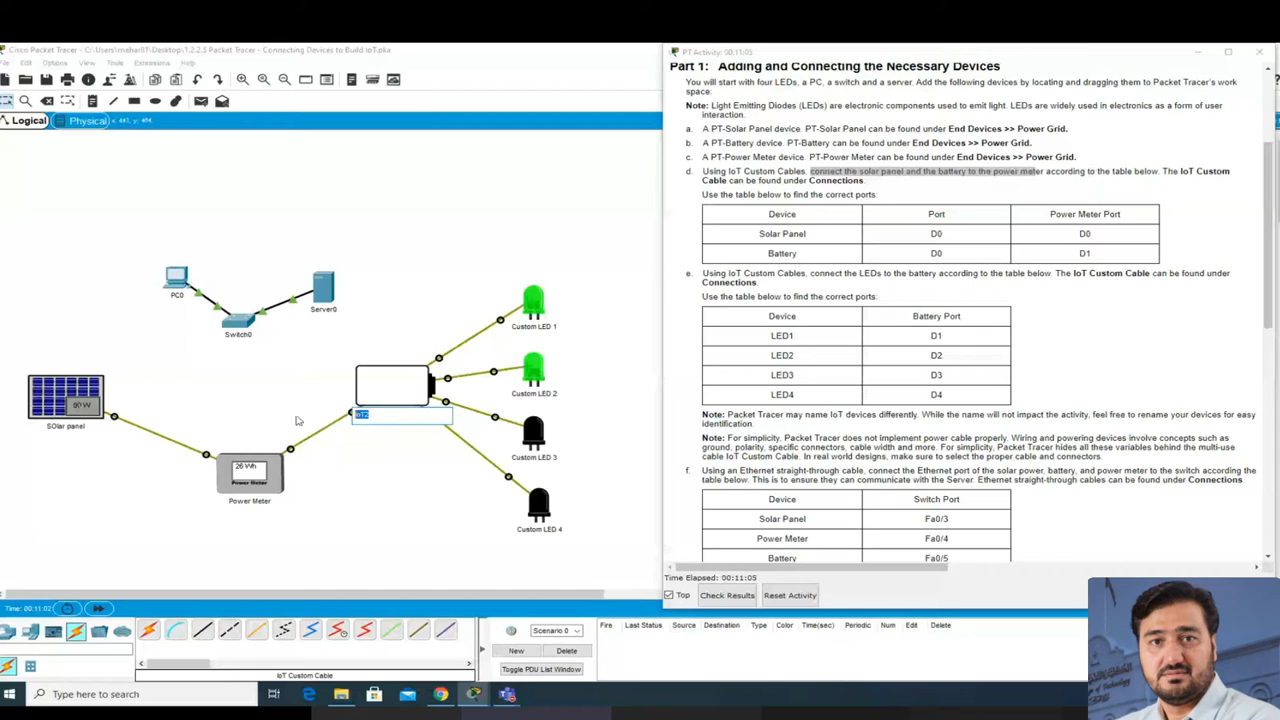 Cisco Packet Tracer - C:\Users\meharBT\Desktop\1.2.2.5 Packet Tracer - Connecting Devices to Build IoT.pka
Edit Options View Tools Extensions Help
Logical
Physical
PC0
Server0
Switch0
Custom LED 1
Custom LED 2
Custom LED 3
Custom LED 4
SOlar panel
26 Wh
Power Meter
Power Meter
Time: 00:11:02
IoT Custom Cable
Scenario 0
New
Delete
Toggle PDU List Window
Type here to search
PT Activity: 00:11:01
Part 1: Adding and Connecting the Necessary Devices
You will start with four LEDs, a PC, a switch and a server. Add the following devices by locating and dragging them to Packet Tracer's work
space:
Note: Light Emitting Diodes (LEDs) are electronic components used to emit light. LEDs are widely used in electronics as a form of user
interaction.
a. A PT-Solar Panel device. PT-Solar Panel can be found under End Devices >> Power Grid.
b. A PT-Battery device. PT-Battery can be found under End Devices >> Power Grid.
c. A PT-Power Meter device. PT-Power Meter can be found under End Devices >> Power Grid.
d. Using IoT Custom Cables, connect the solar panel and the battery to the power meter according to the table below. The IoT Custom
Cable can be found under Connections.
Use the table below to find the correct ports:
Device Port Power Meter Port
Solar Panel D0 D0
Battery D0 D1
e. Using IoT Custom Cables, connect the LEDs to the battery according to the table below. The IoT Custom Cable can be found under
Connections.
Use the table below to find the correct ports:
Device Battery Port
LED1 D1
LED2 D2
LED3 D3
LED4 D4
Note: Packet Tracer may name IoT devices differently. While the name will not impact the activity, feel free to rename your devices for easy
identification.
Note: For simplicity, Packet Tracer does not implement power cable properly. Wiring and powering devices involve concepts such as
ground, polarity, specific connectors, cable width and more. For simplicity, Packet Tracer hides all these variables behind the multi-use
cable IoT Custom Cable. In real world designs, make sure to select the proper cable and connectors.
f. Using an Ethernet straight-through cable, connect the Ethernet port of the solar power, battery, and power meter to the switch according the
table below. This is to ensure they can communicate with the Server. Ethernet straight-through cables can be found under Connections
Device Switch Port
Solar Panel Fa0/3
Power Meter Fa0/4
Battery Fa0/5
Time Elapsed: 00:11:05
Top
Check Results
Reset Activity
Fire Last Status Source Destination Type Color Time(sec) Periodic Num Edit Delete